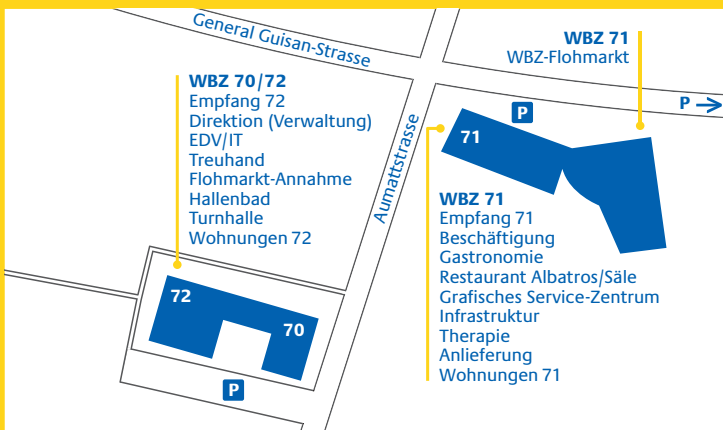 General Guisan-Strasse
WBZ 71
WBZ-Flohmarkt
P →
WBZ 70/72
Empfang 72
Direktion (Verwaltung)
EDV/IT
Treuhand
Flohmarkt-Annahme
Hallenbad
Turnhalle
Wohnungen 72
Aumattstrasse
P
71
WBZ 71
Empfang 71
Beschäftigung
Gastronomie
Restaurant Albatros/Säle
Grafisches Service-Zentrum
Infrastruktur
Therapie
Anlieferung
Wohnungen 71
72
70
P